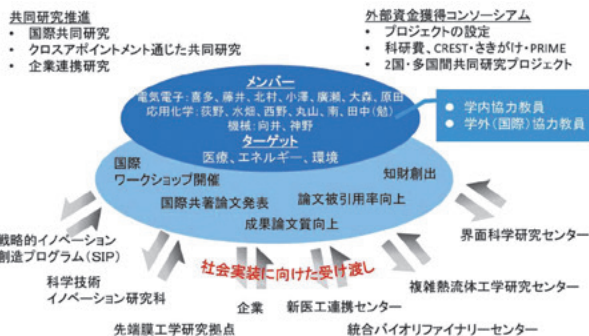 共同研究推進
• 国際共同研究
• クロスアポイントメント通じた共同研究
• 企業連携研究
外部資金獲得コンソーシアム
• プロジェクトの設定
• 科研費、CREST・さきがけ・PRIME
• 2国・多国間共同研究プロジェクト
メンバー
電気電子:喜多、藤井、北村、小澤、廣瀬、大森、原田
応用化学:荻野、水畑、西野、丸山、南、田中(勉)
機械:向井、神野
ターゲット
医療、エネルギー、環境
• 学内協力教員
• 学外(国際)協力教員
国際
ワークショップ開催
知財創出
国際共著論文発表
論文被引用率向上
成果論文質向上
社会実装に向けた受け渡し
戦略的イノベーション
創造プログラム(SIP)
科学技術
イノベーション研究科
先端膜工学研究拠点
企業
新医工連携センター
統合バイオリファイナリーセンター
複雑熱流体工学研究センター
界面科学研究センター